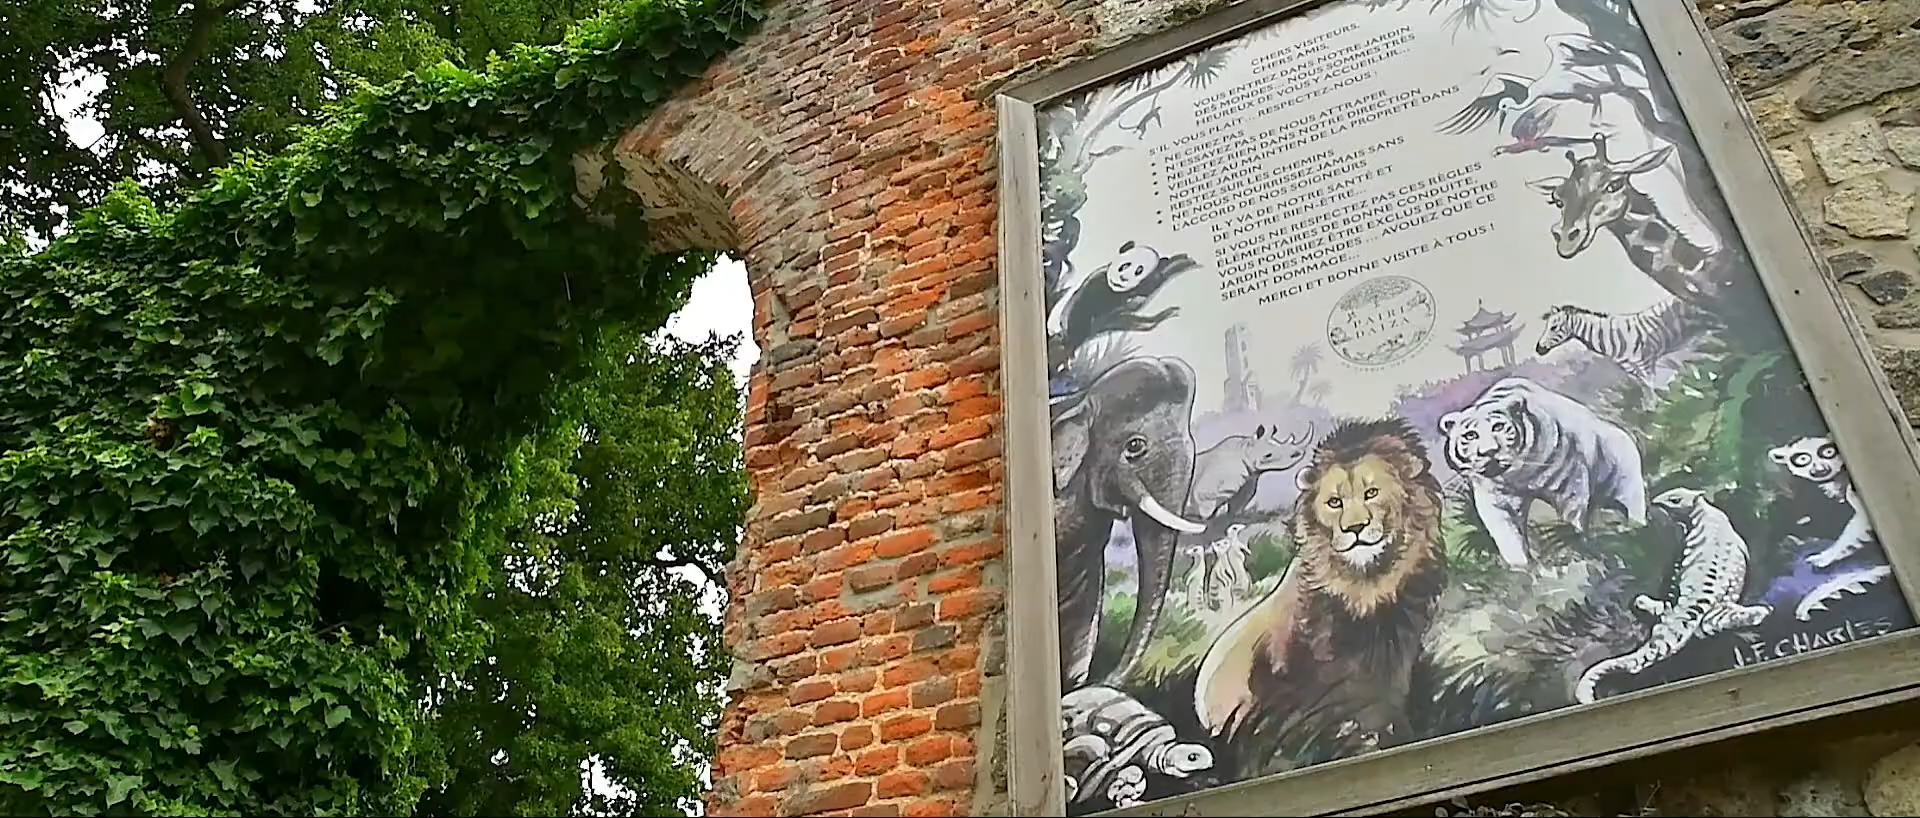 CHERS VISITEURS,
CHERS AMIS,
VOUS ENTREZ DANS NOTRE JARDIN
DES MONDES...NOUS SOMMES TRÈS
HEUREUX DE VOUS Y ACCUEILLIR...
S'IL VOUS PLAIT... RESPECTEZ-NOUS !
• NE CRIEZ PAS
• N'ESSAYEZ PAS DE NOUS ATTRAPER
• NE JETEZ RIEN DANS NOTRE DIRECTION
• VEILLEZ AU MAINTIEN DE LA PROPRETÉ DANS
NOTRE JARDIN
• RESTEZ SUR LES CHEMINS
• NE NOUS NOURRISSEZ JAMAIS SANS
L'ACCORD DE NOS SOIGNEURS
IL Y VA DE NOTRE SANTÉ ET
DE NOTRE BIEN-ÊTRE...
SI VOUS NE RESPECTEZ PAS CES RÈGLES
ÉLÉMENTAIRES DE BONNE CONDUITE,
VOUS POURRIEZ ÊTRE EXCLUS DE NOTRE
JARDIN DES MONDES ... AVOUEZ QUE CE
SERAIT DOMMAGE...
MERCI ET BONNE VISITE À TOUS !
PAIRI
DAIZA
J.F. CHARLES